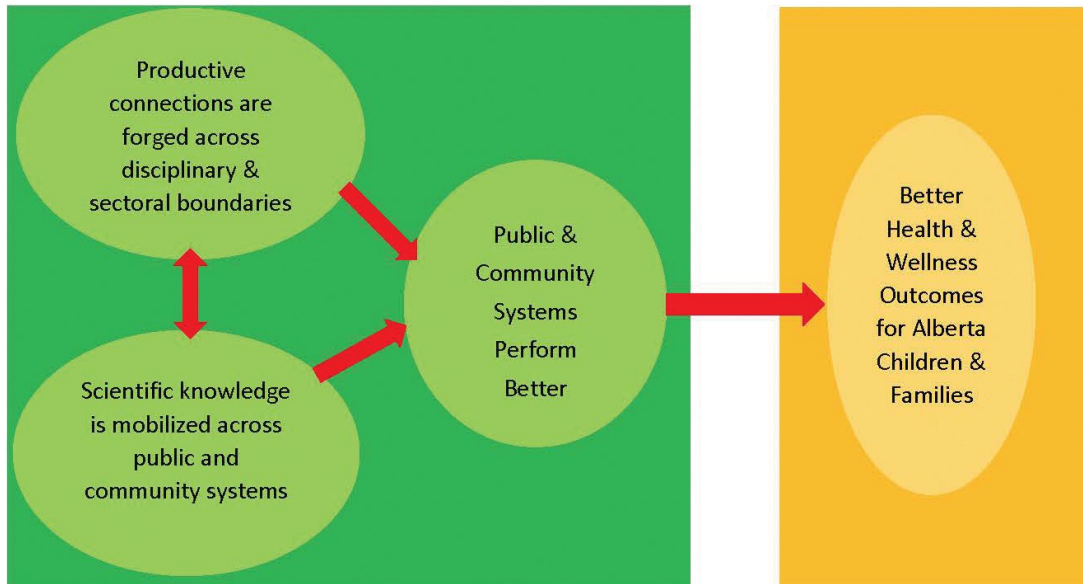 Productive
connections are
forged across
disciplinary &
sectoral boundaries
Scientific knowledge
is mobilized across
public and
community systems
Public &
Community
Systems
Perform
Better
Better
Health &
Wellness
Outcomes
for Alberta
Children &
Families